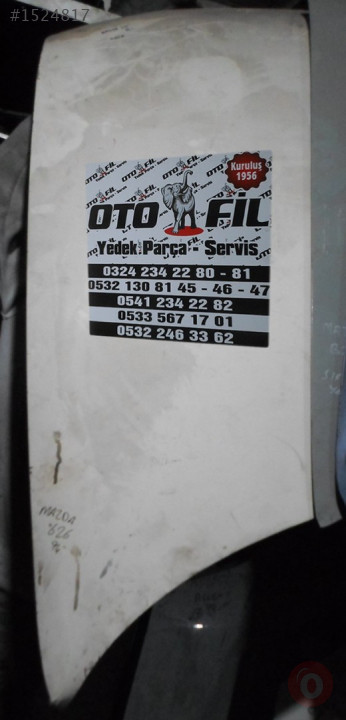 #1524817
Kuruluş
1956
OTO FİL
Yedek Parça - Servis
0324 234 22 80 - 81
0532 130 81 45 - 46 - 47
0541 234 22 82
0533 567 17 01
0532 246 33 62
MAZDA
626